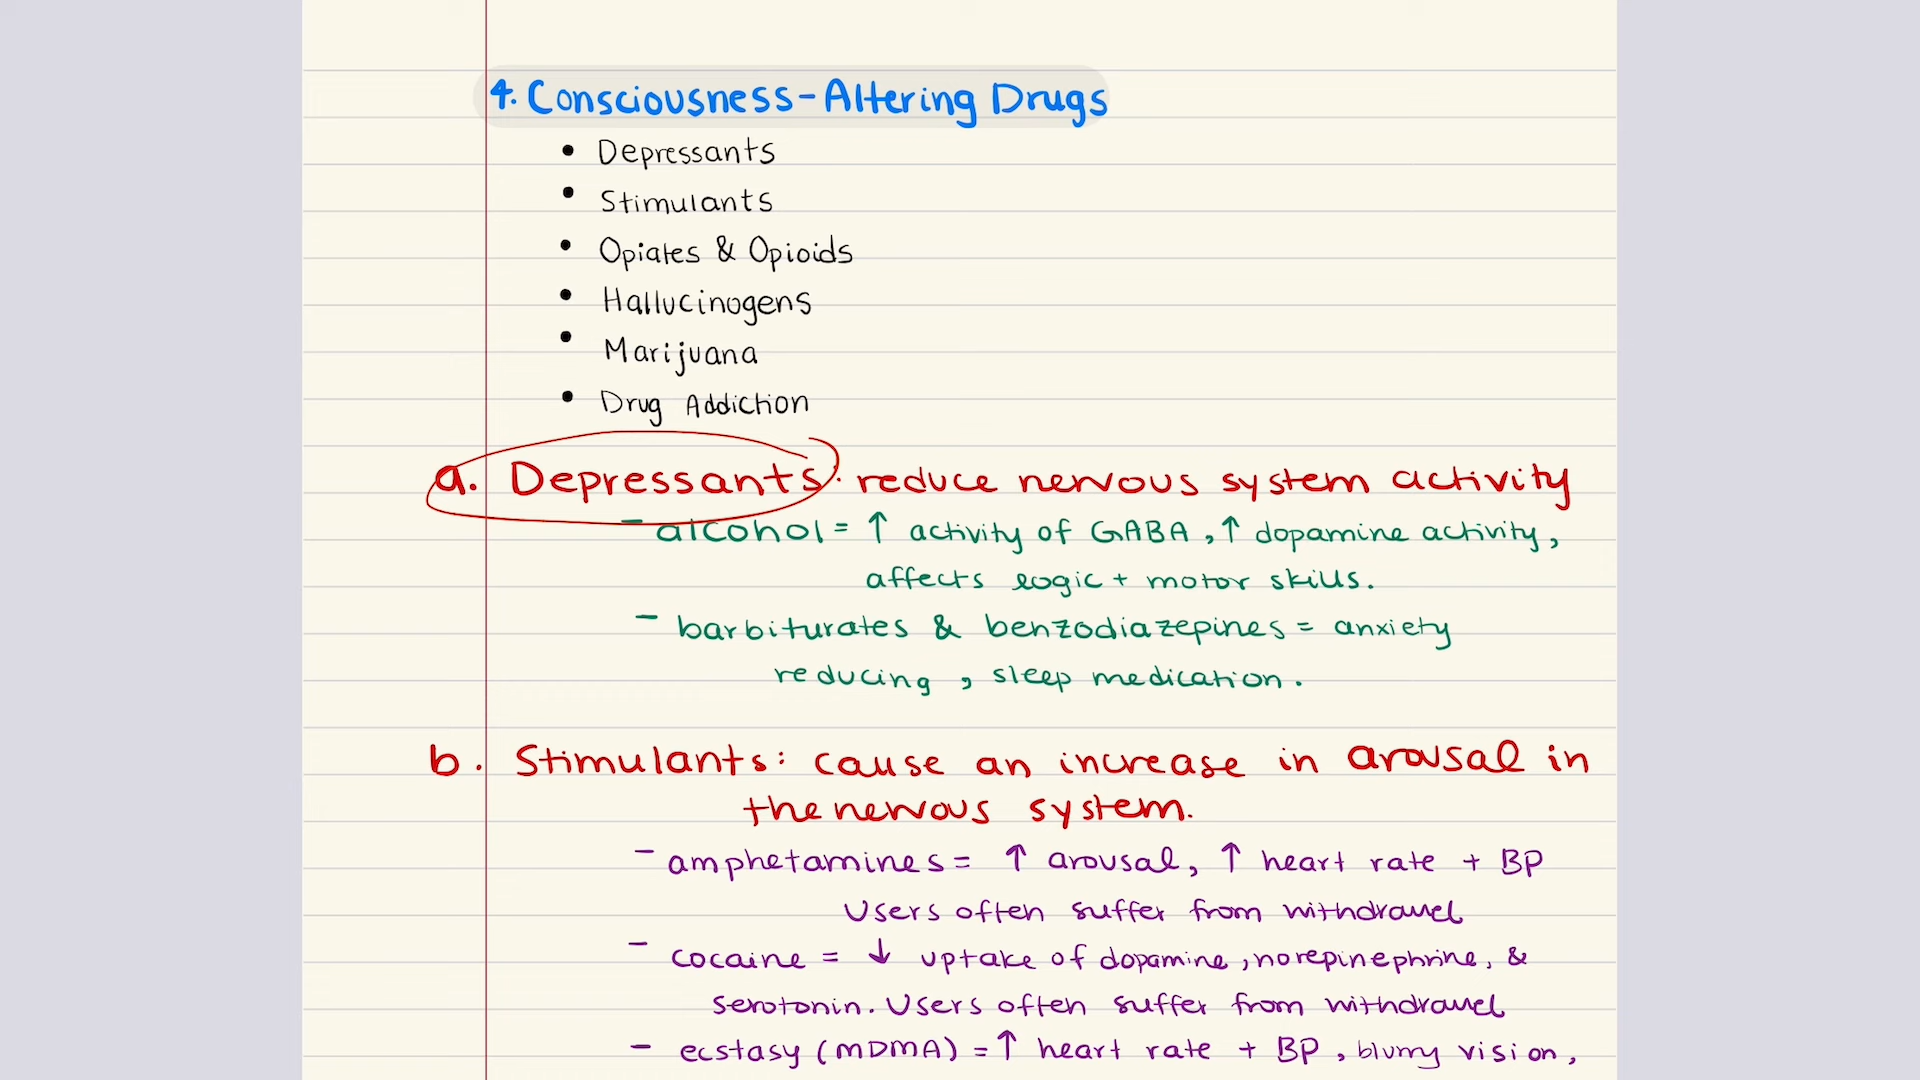 4. Consciousness-Altering Drugs
• Depressants
• Stimulants
• Opiates & Opioids
• Hallucinogens
• Marijuana
• Drug Addiction
a. Depressants: reduce nervous system activity
- alcohol = ↑ activity of GABA, ↑ dopamine activity,
affects logic + motor skills.
- barbiturates & benzodiazepines = anxiety
reducing, sleep medication.
b. Stimulants: cause an increase in arousal in
the nervous system.
- amphetamines = ↑ arousal, ↑ heart rate + BP
Users often suffer from withdrawel
- cocaine = ↓ uptake of dopamine, norepinephrine, &
serotonin. Users often suffer from withdrawel
- ecstasy (MDMA) = ↑ heart rate + BP, blurry vision,